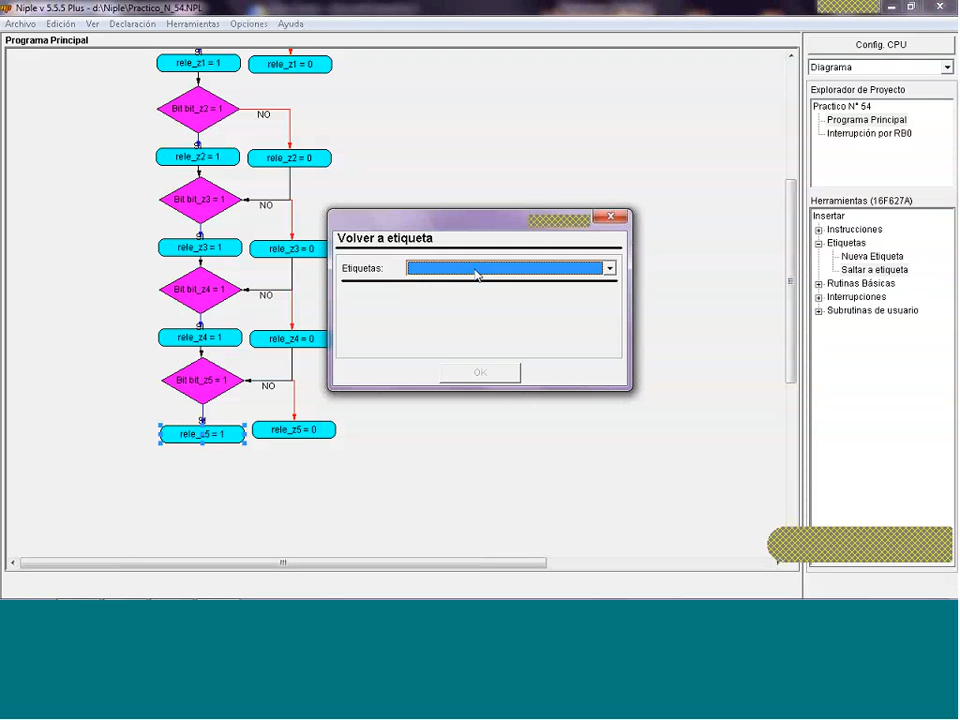 Niple v 5.5.5 Plus - d:\Niple\Practico_N_54.NPL
Archivo Edición Ver Declaración Herramientas Opciones Ayuda
Programa Principal
Config. CPU
Diagrama
Explorador de Proyecto
Practico N° 54
Programa Principal
Interrupción por RB0
Herramientas (16F627A)
Insertar
Instrucciones
Etiquetas
Nueva Etiqueta
Saltar a etiqueta
Rutinas Básicas
Interrupciones
Subrutinas de usuario
rele_z1 = 1
rele_z1 = 0
Bit bit_z2 = 1
NO
rele_z2 = 1
rele_z2 = 0
Bit bit_z3 = 1
NO
rele_z3 = 1
rele_z3 = 0
Bit bit_z4 = 1
NO
rele_z4 = 1
rele_z4 = 0
Bit bit_z5 = 1
NO
rele_z5 = 1
rele_z5 = 0
Volver a etiqueta
Etiquetas:
OK